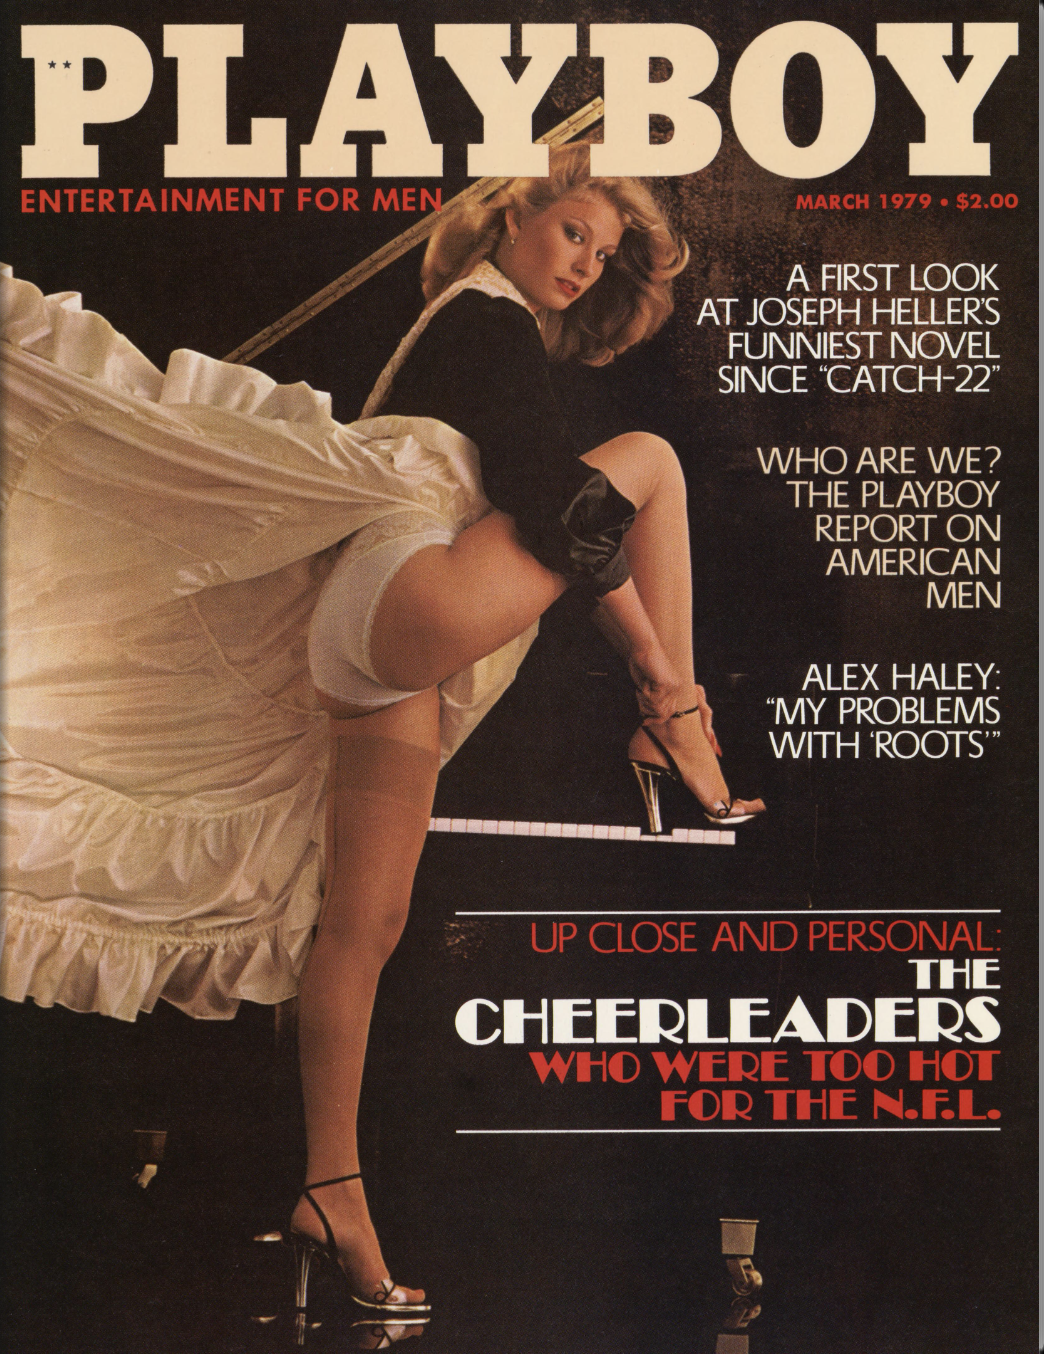 PLAYBOY
ENTERTAINMENT FOR MEN
MARCH 1979 • $2.00
A FIRST LOOK
AT JOSEPH HELLER'S
FUNNIEST NOVEL
SINCE “CATCH-22”
WHO ARE WE?
THE PLAYBOY
REPORT ON
AMERICAN
MEN
ALEX HALEY:
“MY PROBLEMS
WITH ‘ROOTS’”
UP CLOSE AND PERSONAL:
THE
CHEERLEADERS
WHO WERE TOO HOT
FOR THE N.F.L.